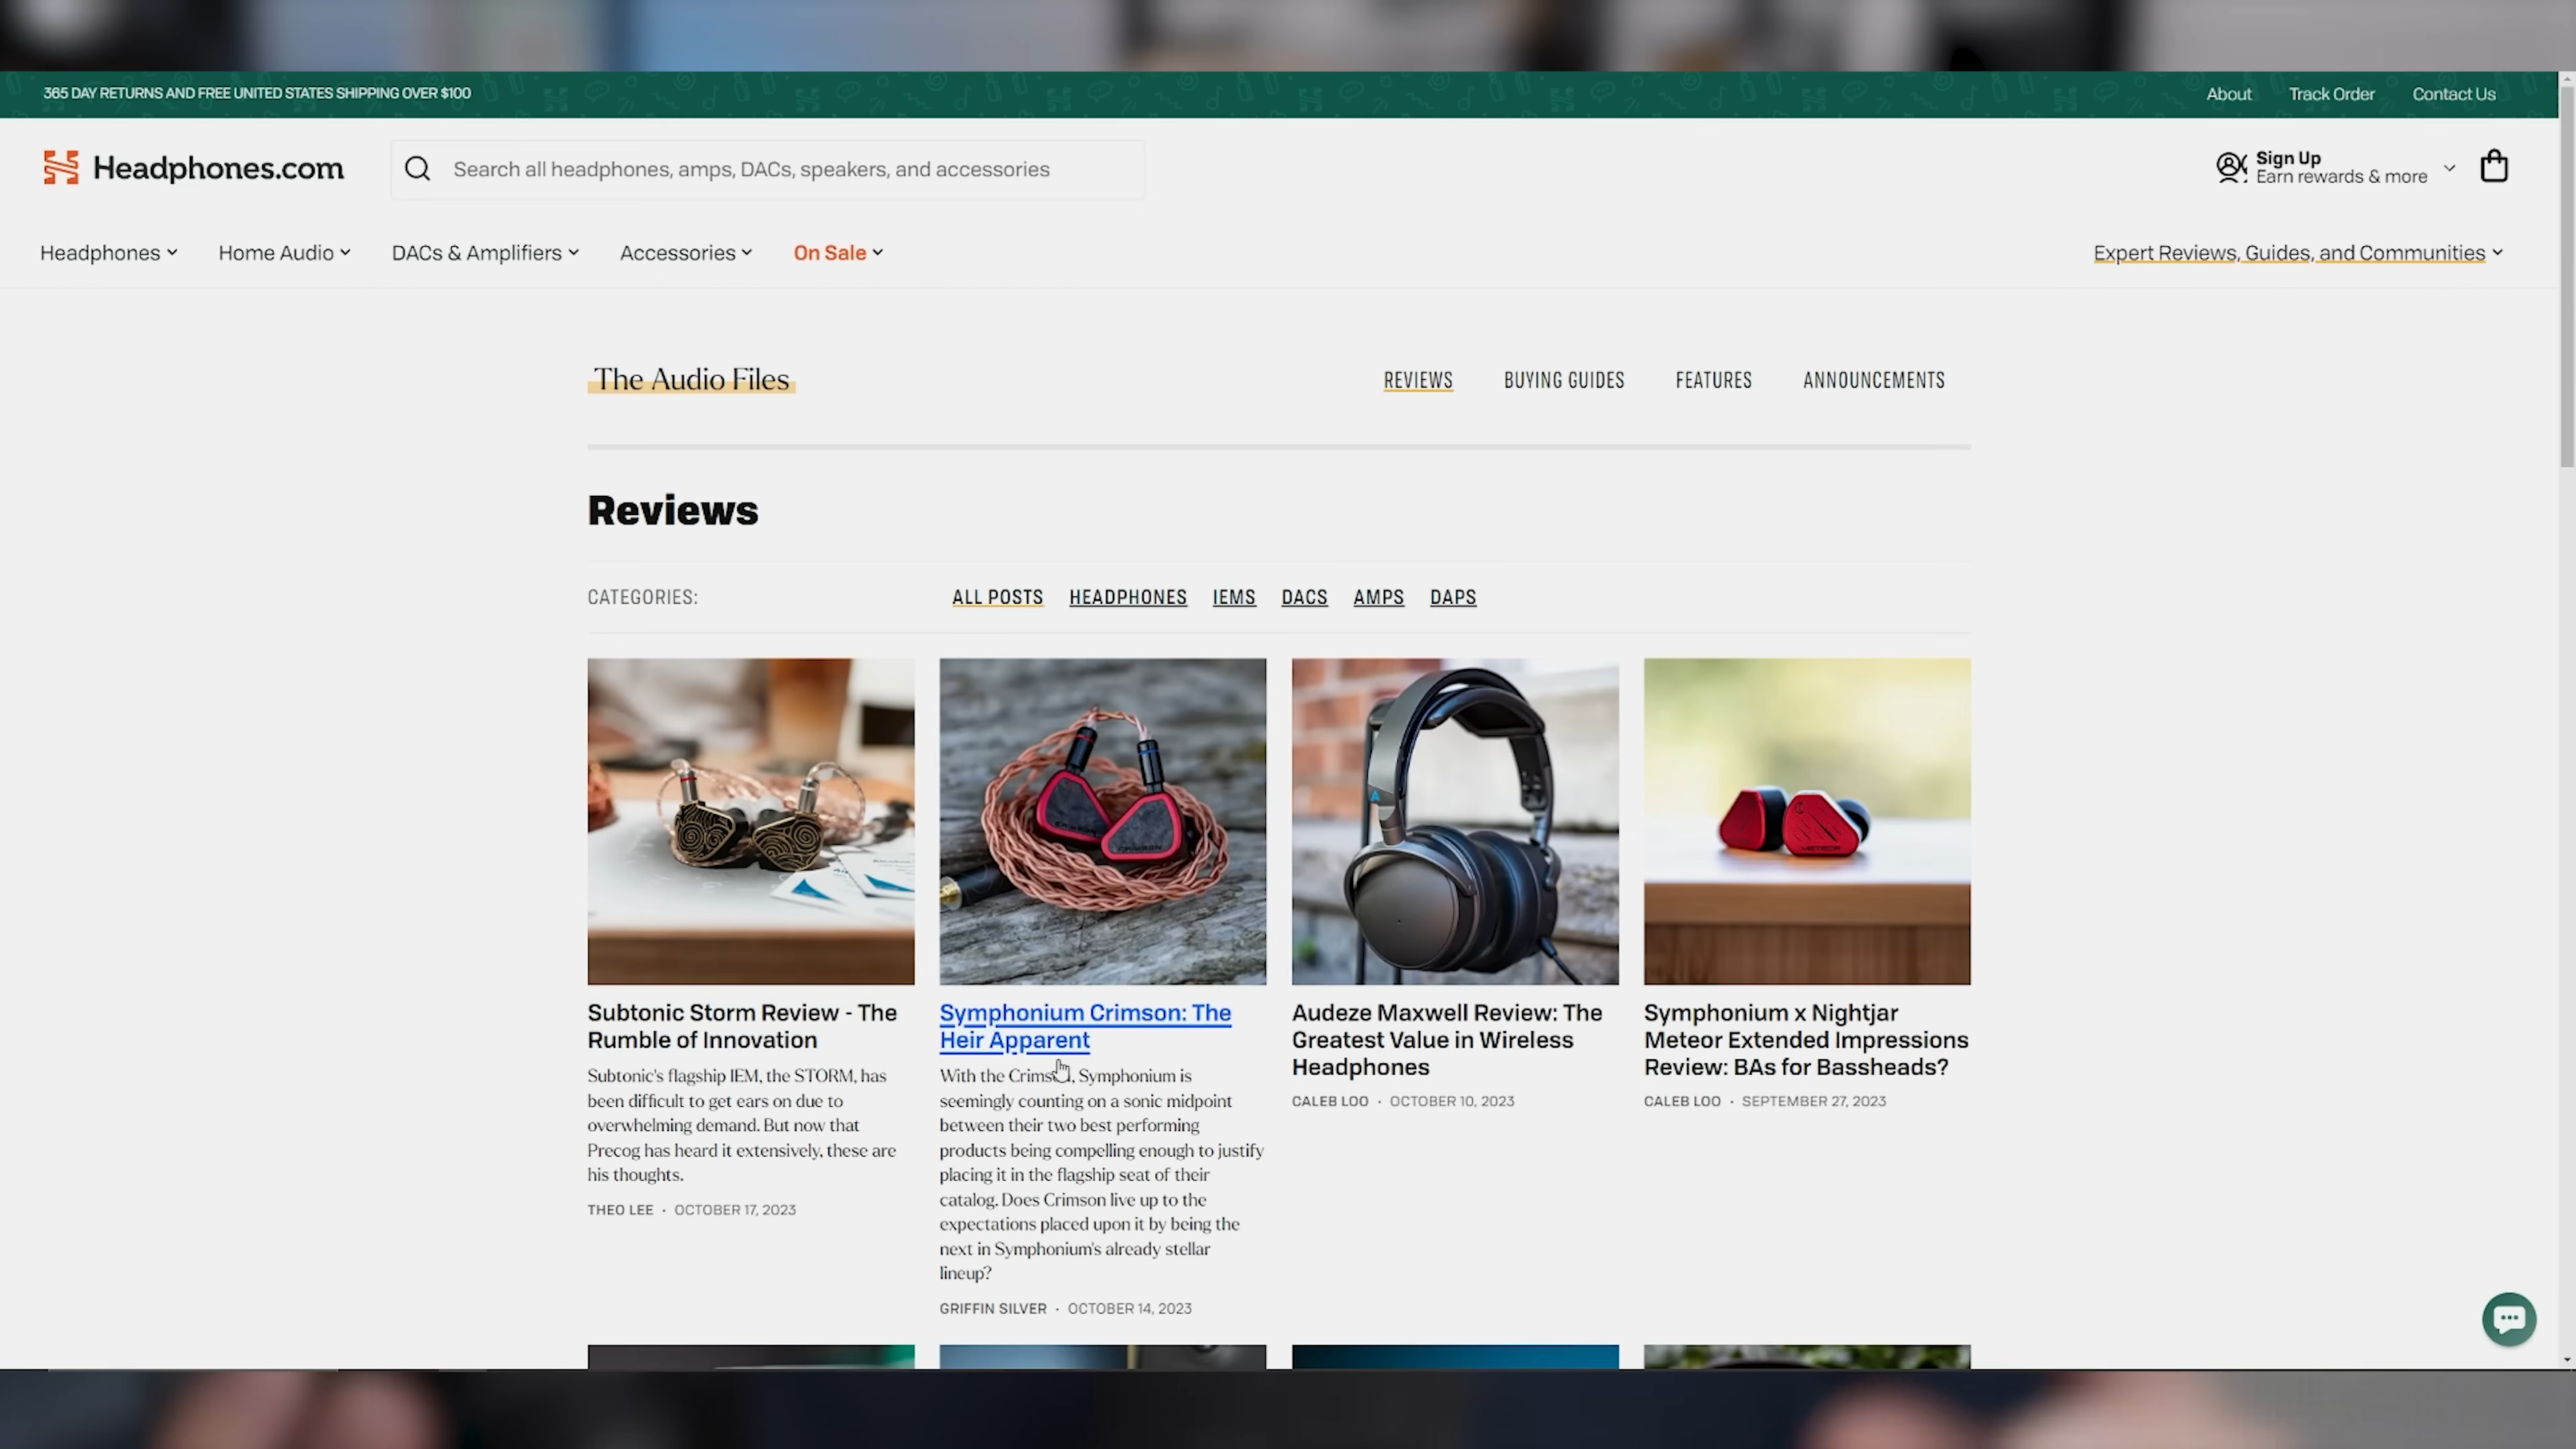 365 DAY RETURNS AND FREE UNITED STATES SHIPPING OVER $100
About
Track Order
Contact Us
Headphones.com
Search all headphones, amps, DACs, speakers, and accessories
Sign Up
Earn rewards & more
Headphones
Home Audio
DACs & Amplifiers
Accessories
On Sale
Expert Reviews, Guides, and Communities
The Audio Files
REVIEWS
BUYING GUIDES
FEATURES
ANNOUNCEMENTS
Reviews
CATEGORIES:
ALL POSTS
HEADPHONES
IEMS
DACS
AMPS
DAPS
CRIMSON
METEOR
Subtonic Storm Review - The
Rumble of Innovation
Subtonic's flagship IEM, the STORM, has
been difficult to get ears on due to
overwhelming demand. But now that
Precog has heard it extensively, these are
his thoughts.
THEO LEE · OCTOBER 17, 2023
Symphonium Crimson: The
Heir Apparent
With the Crimson, Symphonium is
seemingly counting on a sonic midpoint
between their two best performing
products being compelling enough to justify
placing it in the flagship seat of their
catalog. Does Crimson live up to the
expectations placed upon it by being the
next in Symphonium's already stellar
lineup?
GRIFFIN SILVER · OCTOBER 14, 2023
Audeze Maxwell Review: The
Greatest Value in Wireless
Headphones
CALEB LOO · OCTOBER 10, 2023
Symphonium x Nightjar
Meteor Extended Impressions
Review: BAs for Bassheads?
CALEB LOO · SEPTEMBER 27, 2023